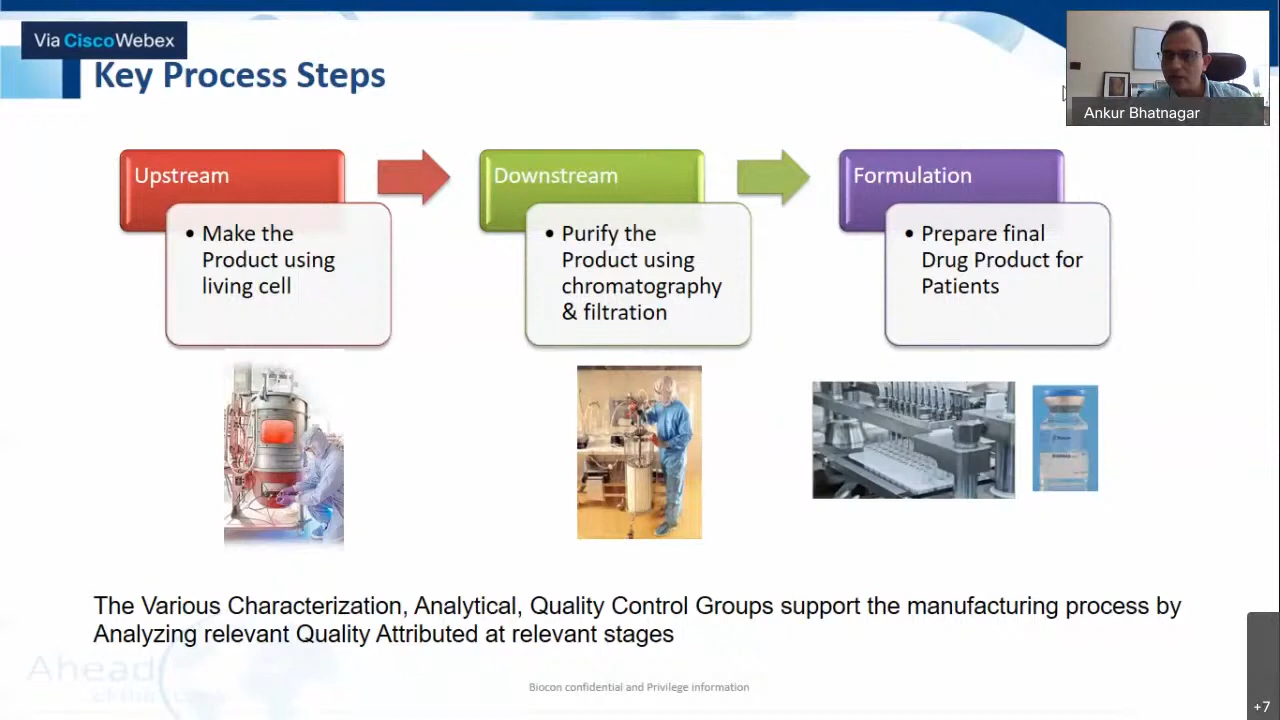 Via CiscoWebex
Key Process Steps
Ankur Bhatnagar
Upstream
• Make the
Product using
living cell
Downstream
• Purify the
Product using
chromatography
& filtration
Formulation
• Prepare final
Drug Product for
Patients
Biocon
The Various Characterization, Analytical, Quality Control Groups support the manufacturing process by
Analyzing relevant Quality Attributed at relevant stages
Ahead
Biocon confidential and Privilege information
+7